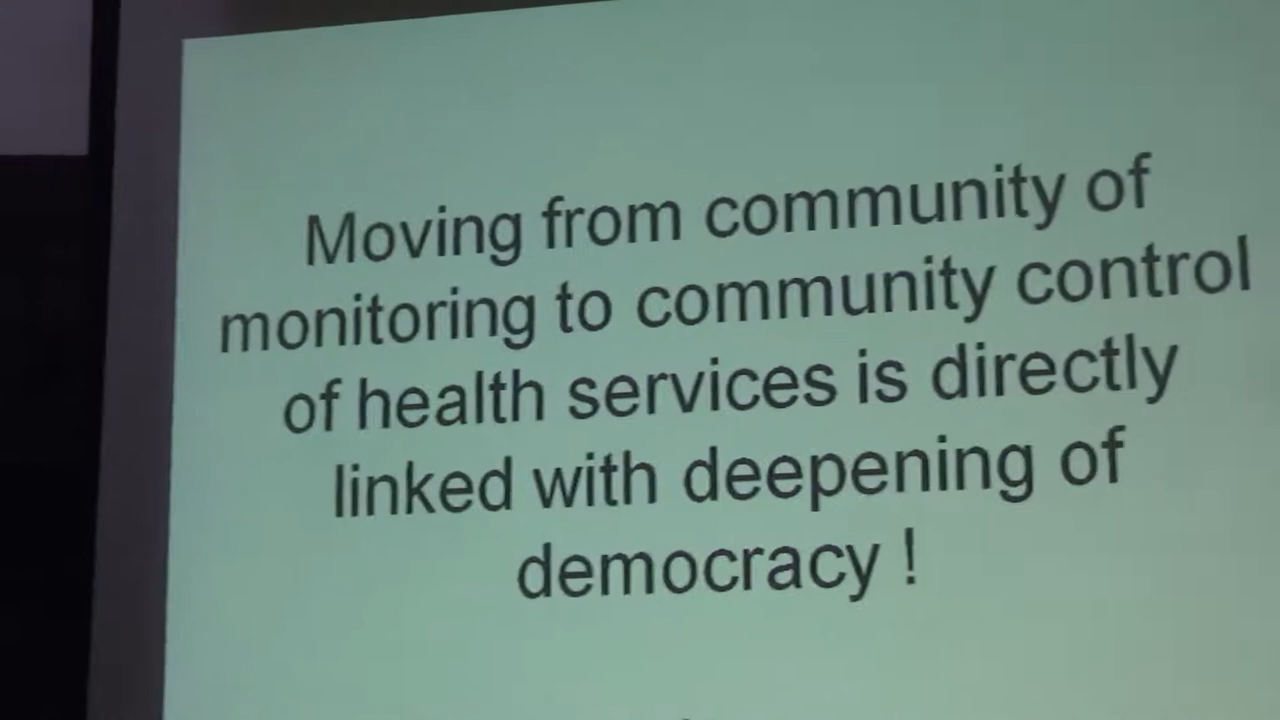 Moving from community of
monitoring to community control
of health services is directly
linked with deepening of
democracy !